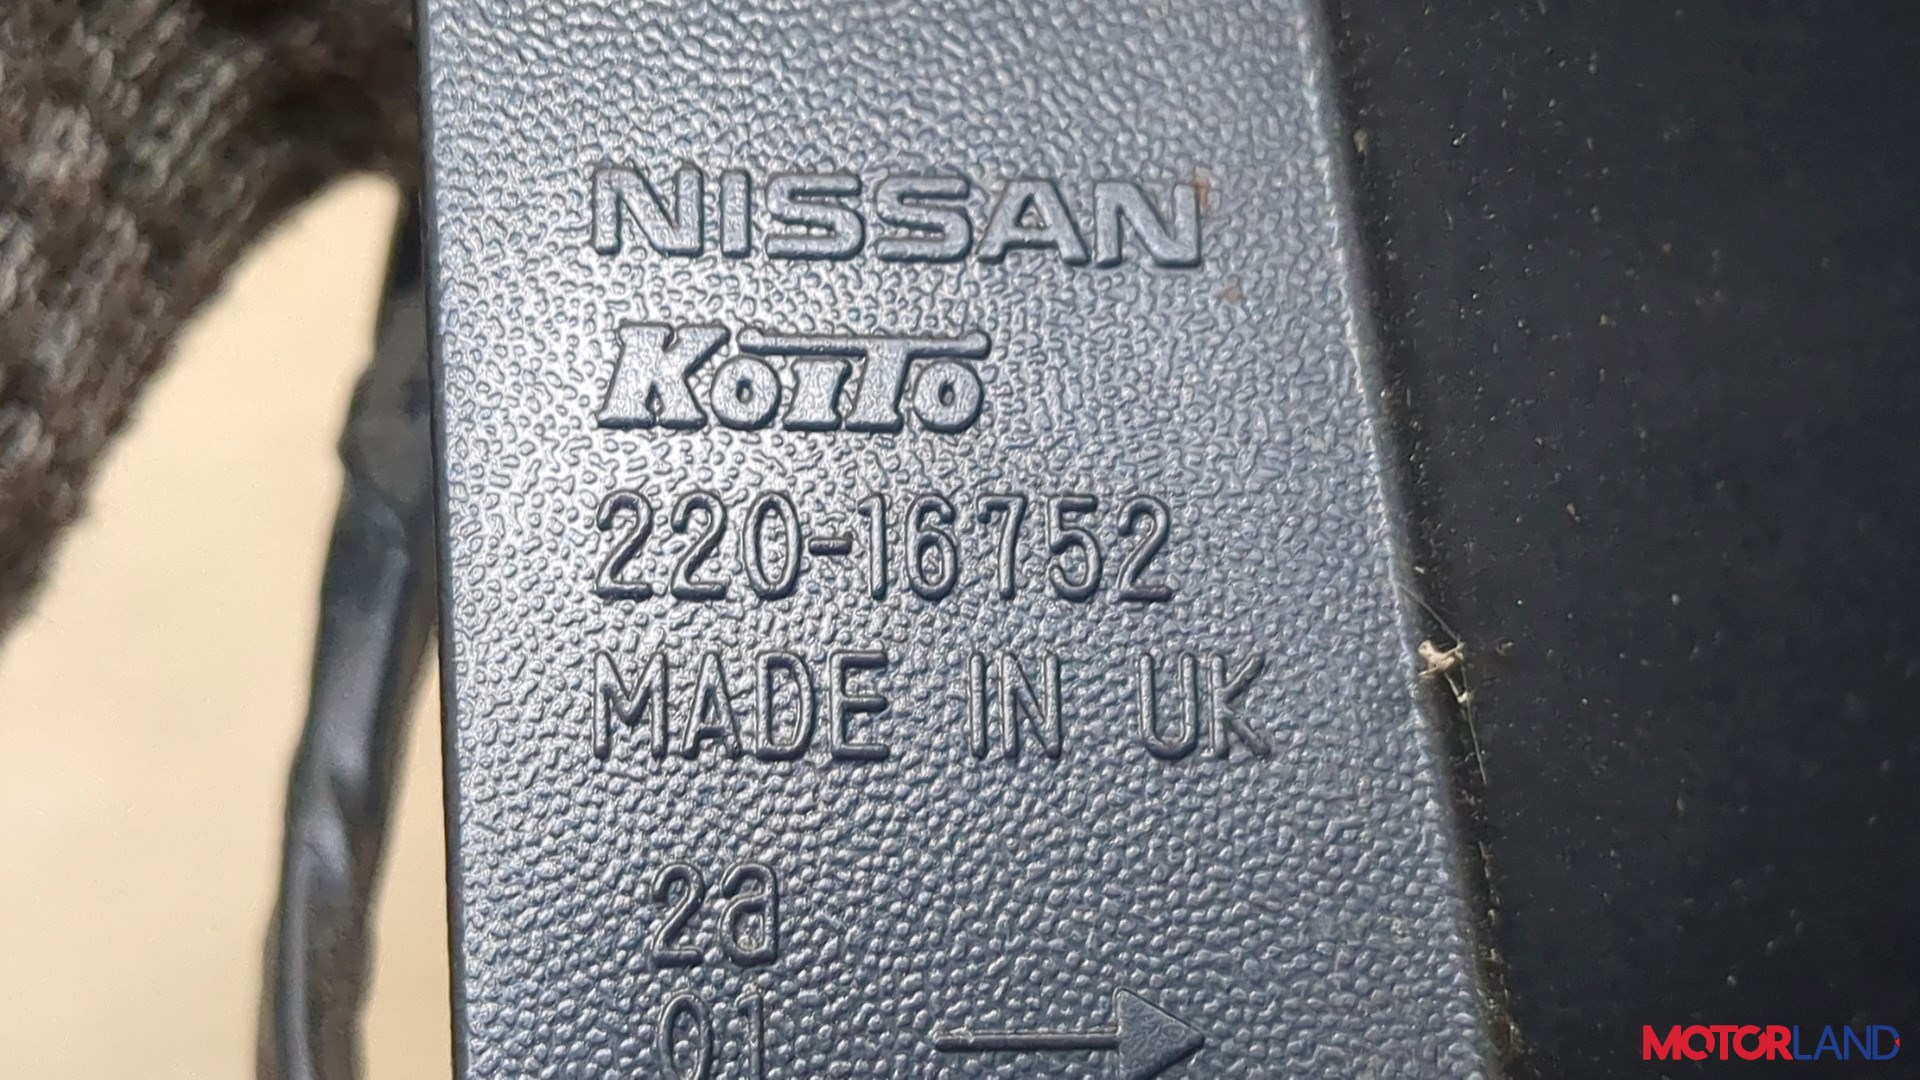 NISSAN
KOITO
220-16752
MADE IN UK
2a
01
MOTORLAND